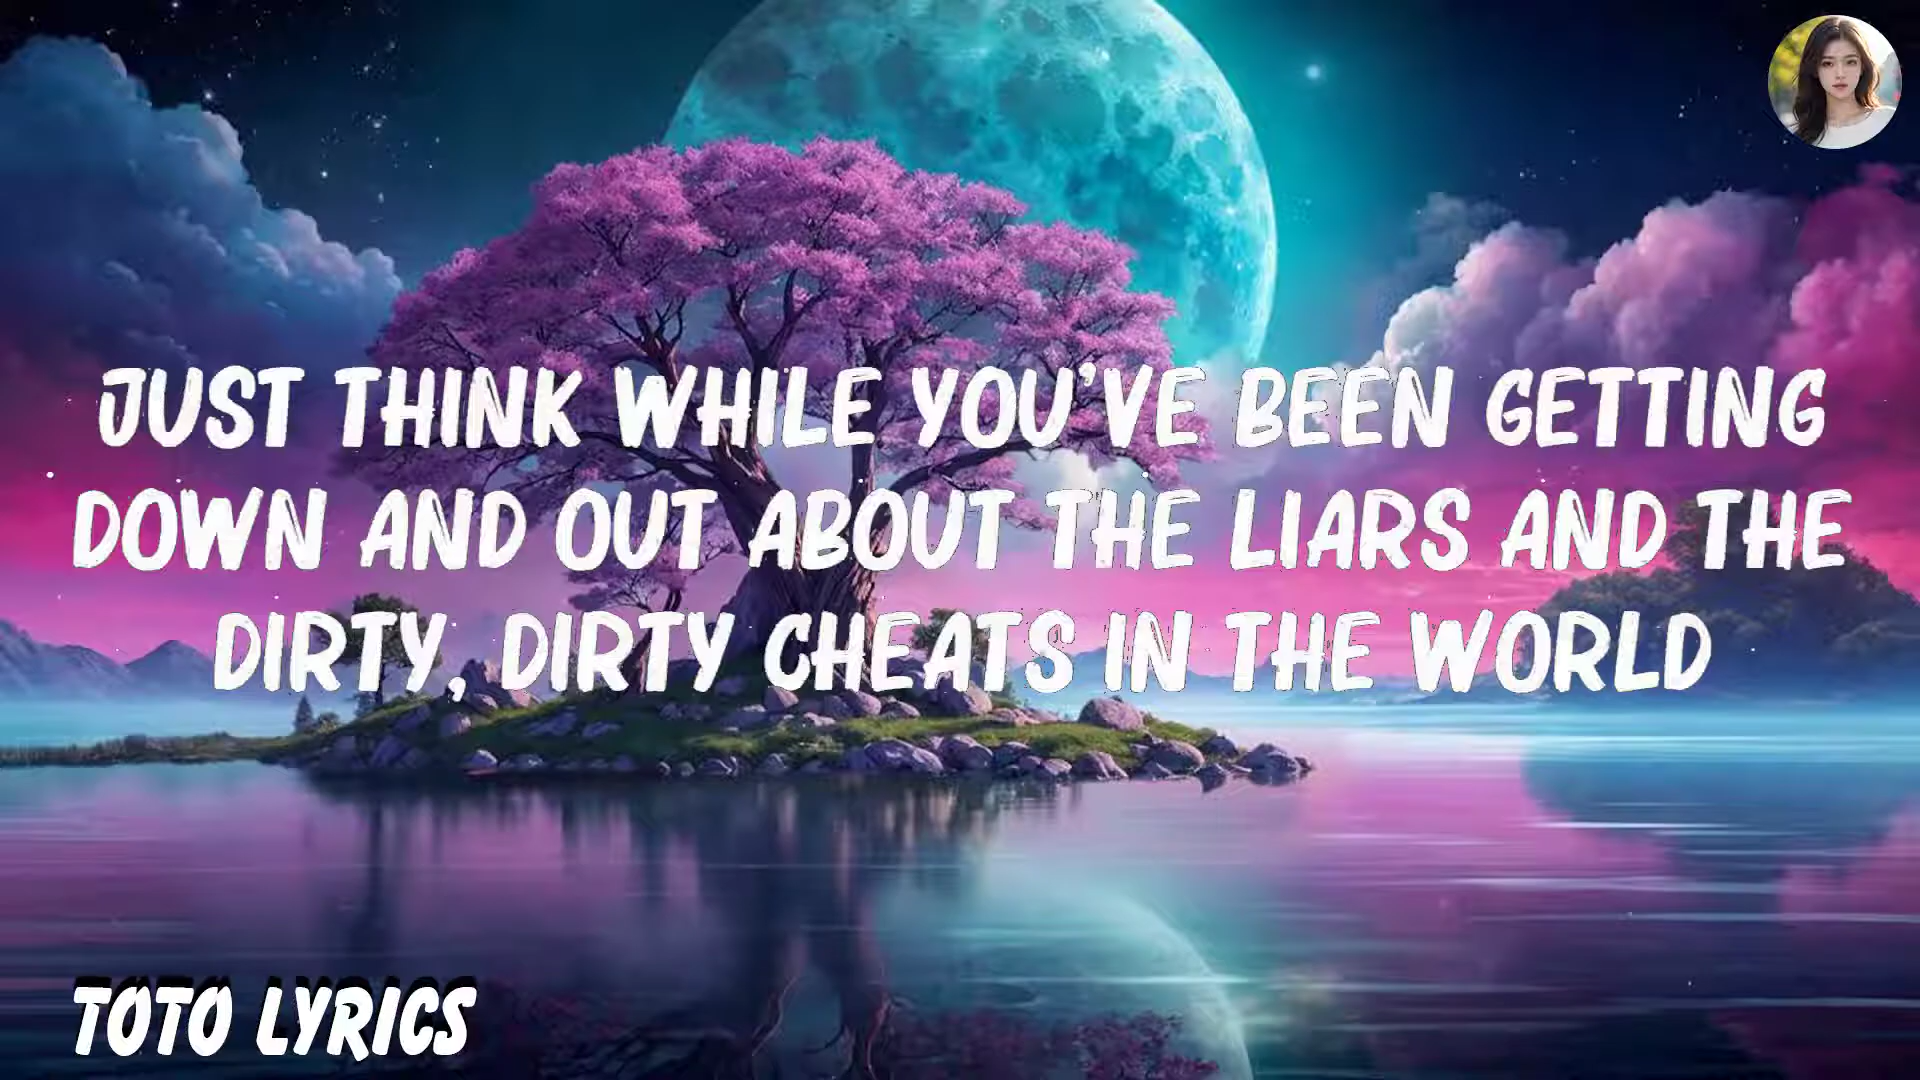 JUST THINK WHILE YOU'VE BEEN GETTING
DOWN AND OUT ABOUT THE LIARS AND THE
DIRTY, DIRTY CHEATS IN THE WORLD
TOTO LYRICS